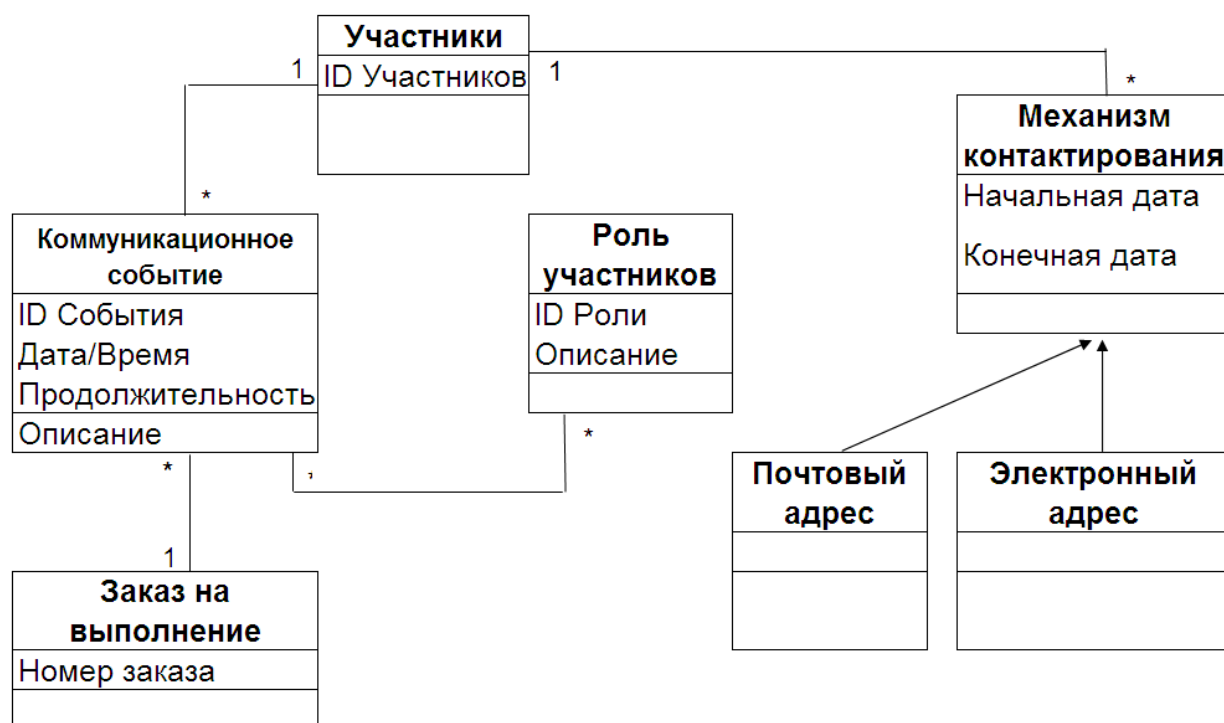 Участники
ID Участников
1
1
*
*
Механизм
контактирования
Начальная дата
Конечная дата
Коммуникационное
событие
ID События
Дата/Время
Продолжительность
Описание
Роль
участников
ID Роли
Описание
*
*
*
1
Почтовый
адрес
Электронный
адрес
Заказ на
выполнение
Номер заказа